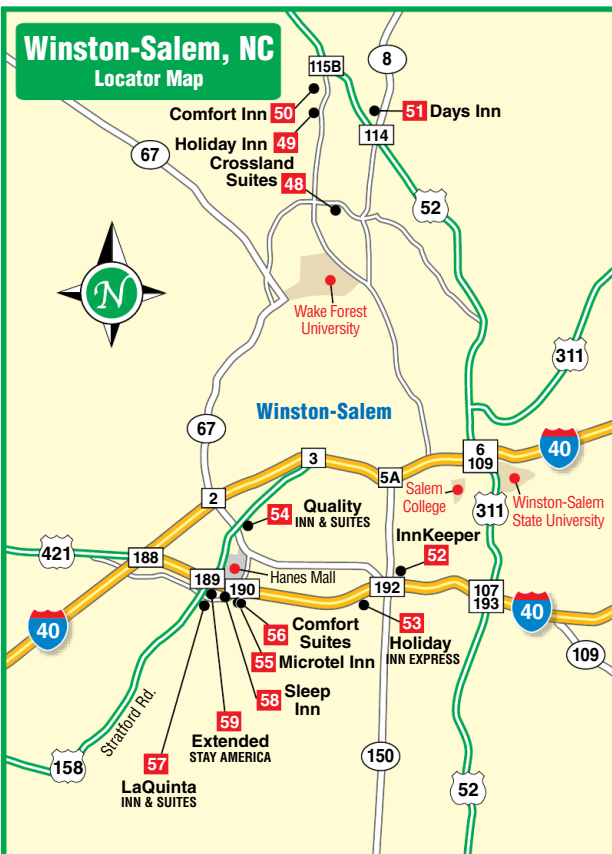 Winston-Salem, NC
Locator Map
115B
8
Comfort Inn 50
51 Days Inn
Holiday Inn 49
114
67
Crossland
Suites 48
52
N
Wake Forest
University
311
Winston-Salem
67
3
6
109
40
5A
2
Salem
College
Winston-Salem
State University
54 Quality
INN & SUITES
311
InnKeeper
52
421
188
Hanes Mall
189
190
192
107
193
40
40
56 Comfort
Suites
53
Holiday
INN EXPRESS
55 Microtel Inn
109
58 Sleep
Inn
Stratford Rd.
59
Extended
STAY AMERICA
158
57
LaQuinta
INN & SUITES
150
52